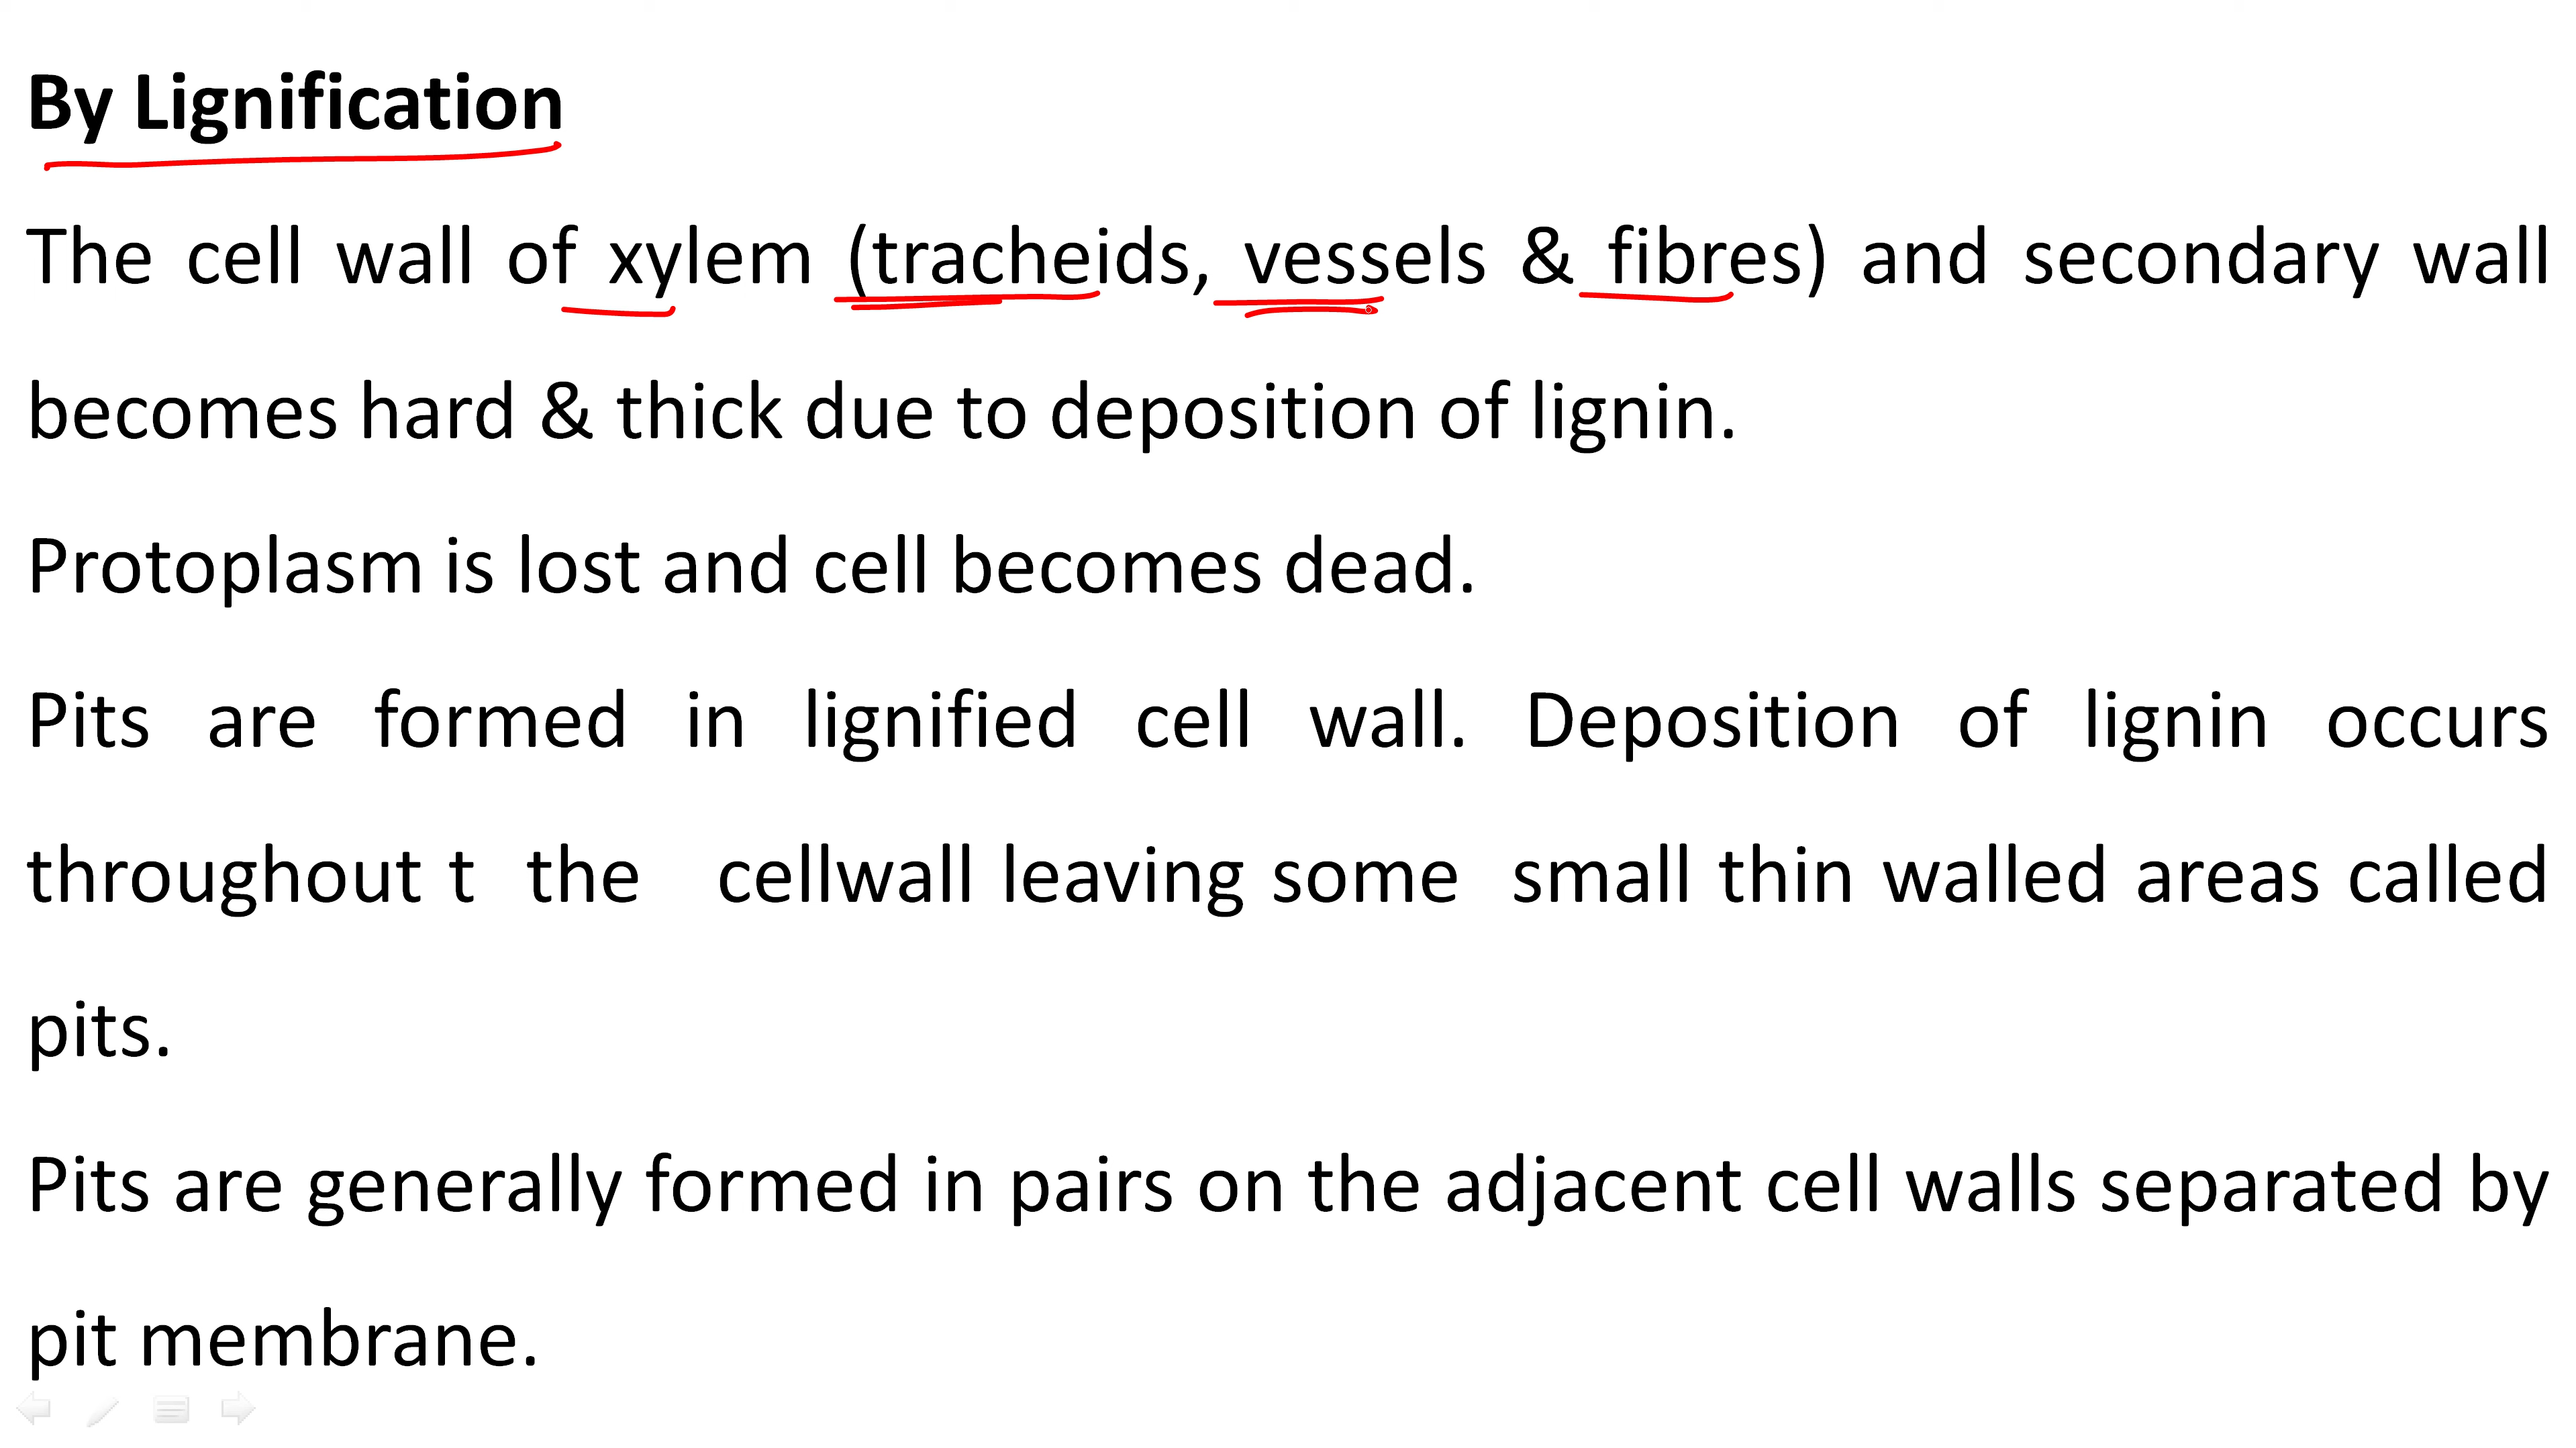 By Lignification
The cell wall of xylem (tracheids, vessels & fibres) and secondary wall
becomes hard & thick due to deposition of lignin.
Protoplasm is lost and cell becomes dead.
Pits are formed in lignified cell wall. Deposition of lignin occurs
throughout t the cellwall leaving some small thin walled areas called
pits.
Pits are generally formed in pairs on the adjacent cell walls separated by
pit membrane.